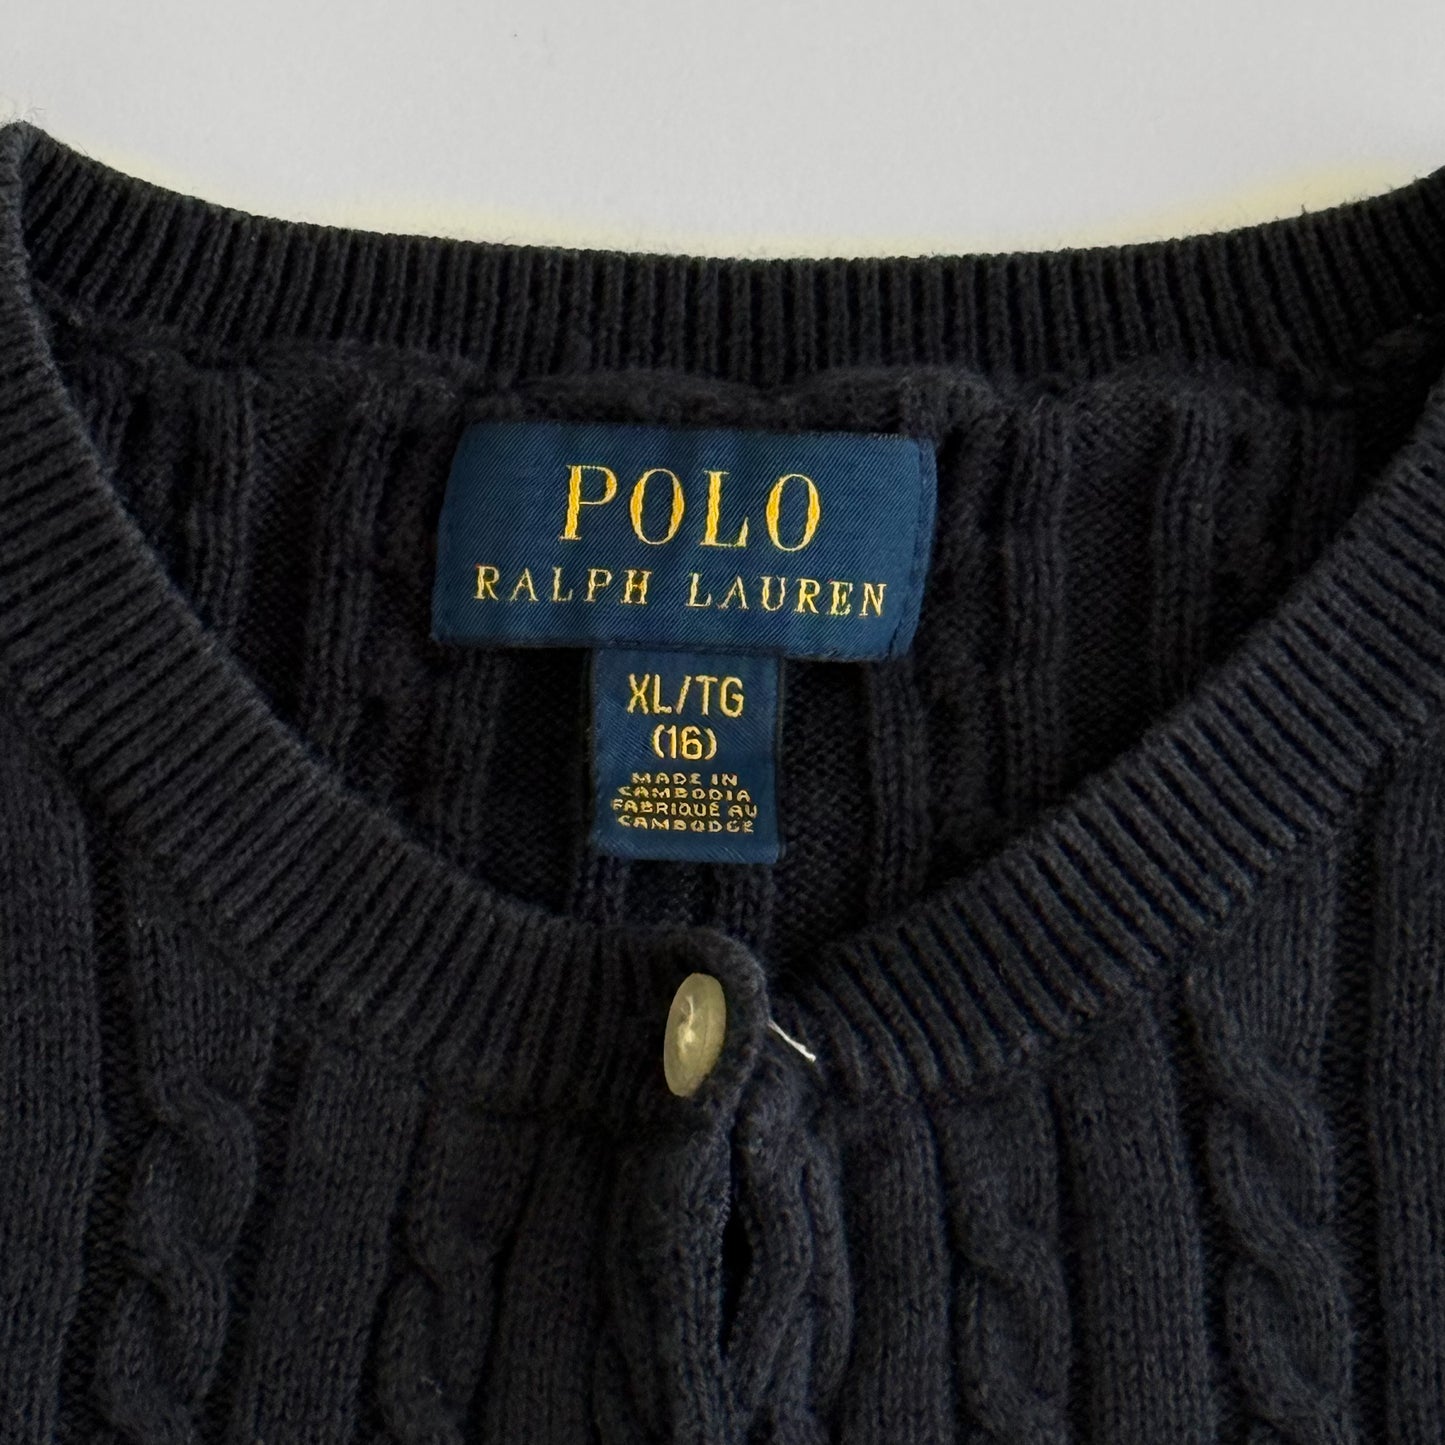 POLO
RALPH LAUREN
XL/TG
(16)
MADE IN
CAMBODIA
FABRIQUÉ AU
CAMBODGE